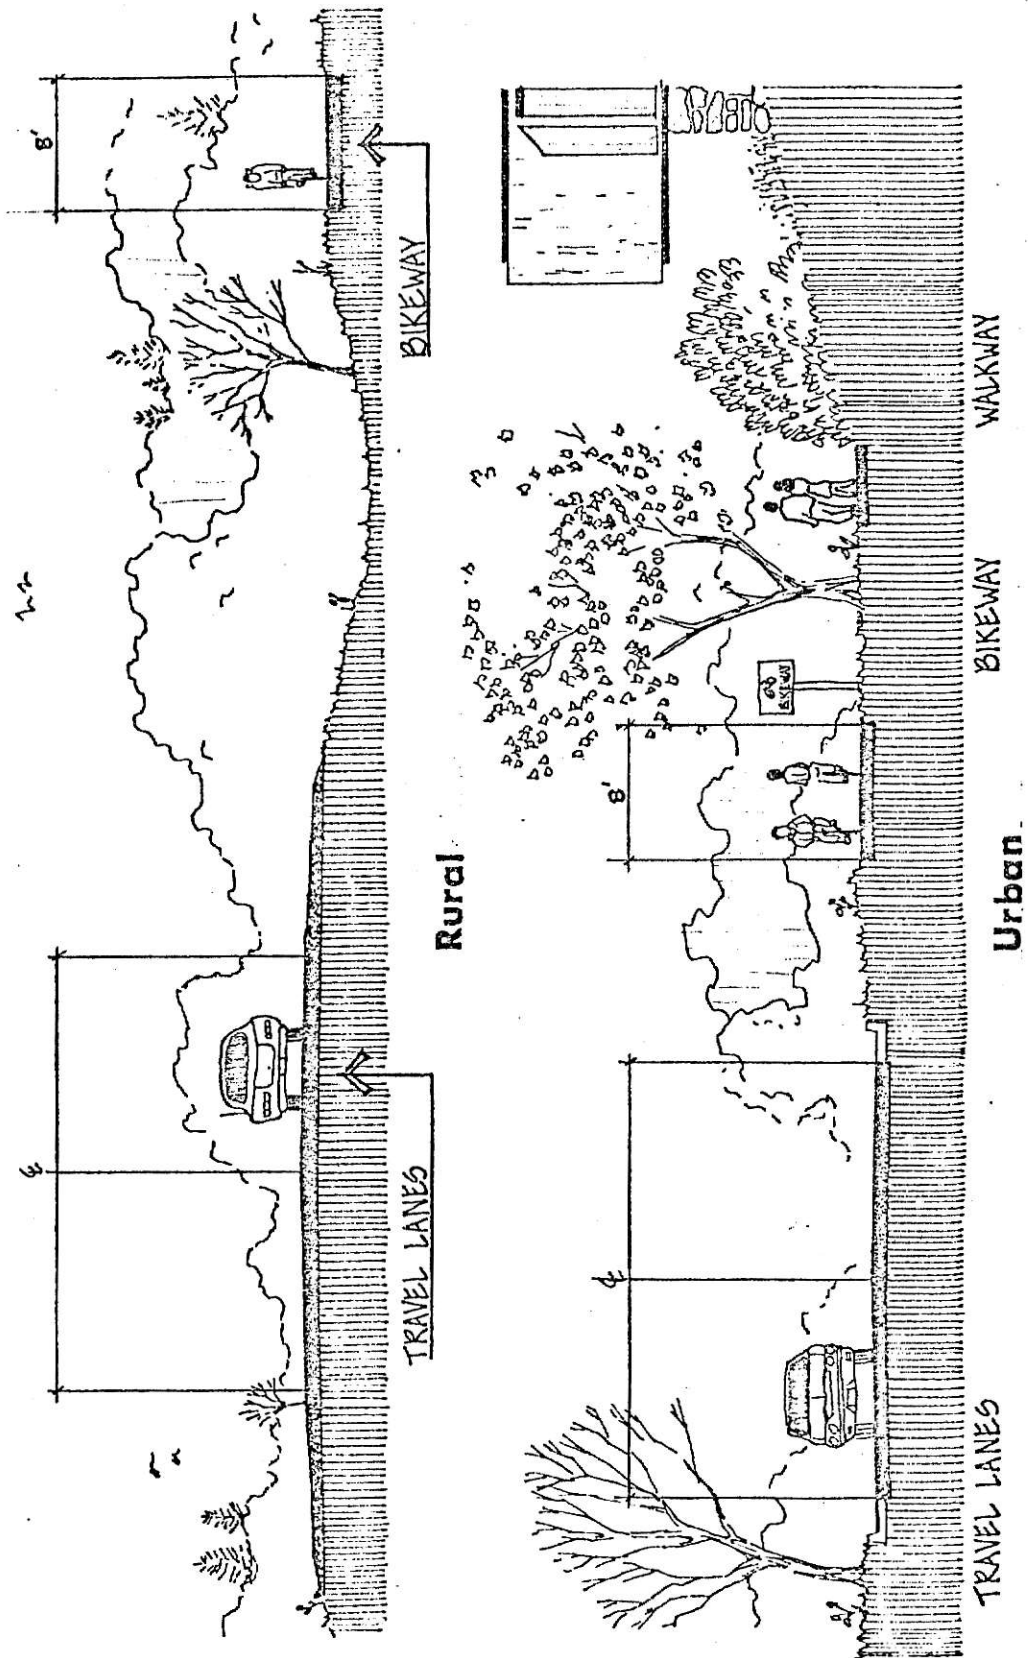 ℄
8'
TRAVEL LANES
BIKEWAY
Rural
℄
8'
BIKEWAY
TRAVEL LANES
BIKEWAY
WALKWAY
Urban